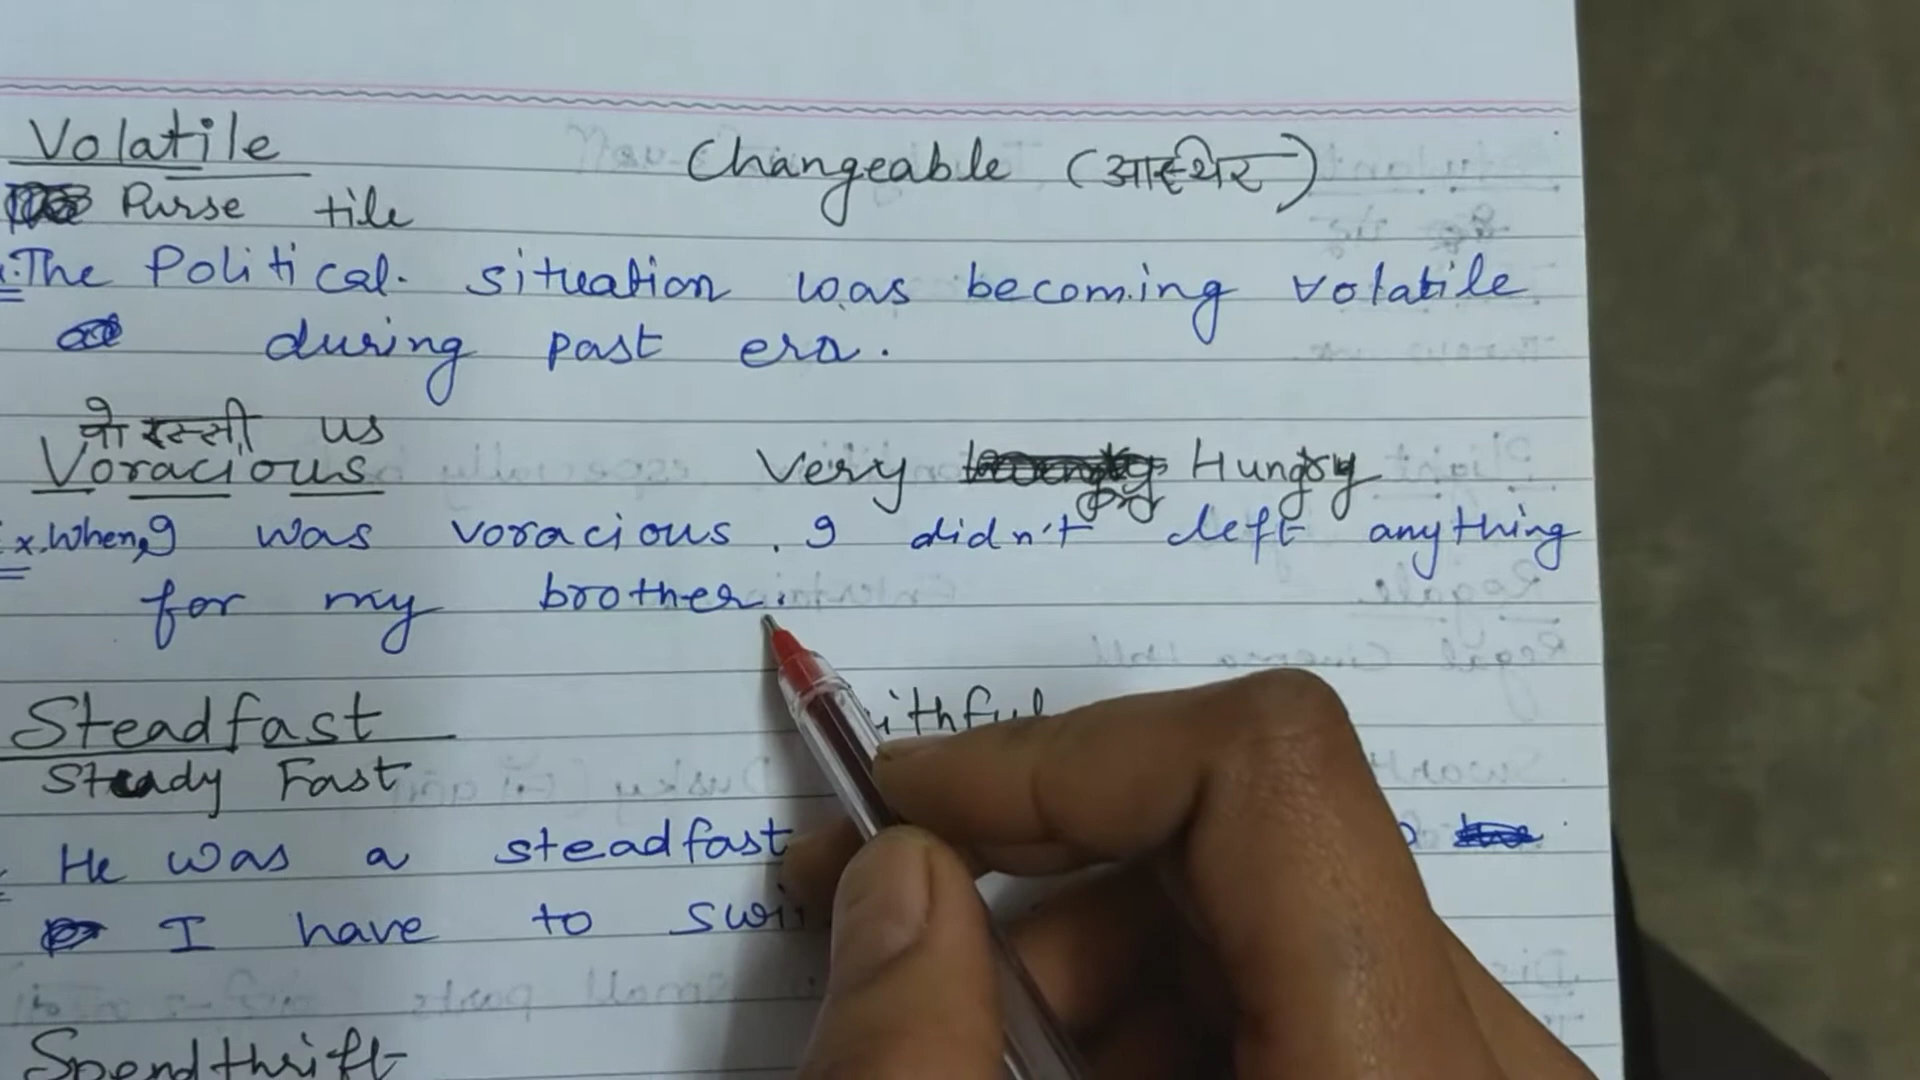 Volatile Changeable (आस्थिर)
Purse tile
The Political. situation was becoming volatile
during past era.
वो रस्सी us
Voracious Very Hungry
Ex. When, I was voracious. I didn't left anything
for my brother.
Steadfast
Steady Fast
He was a steadfast
I have to
Spendthrift